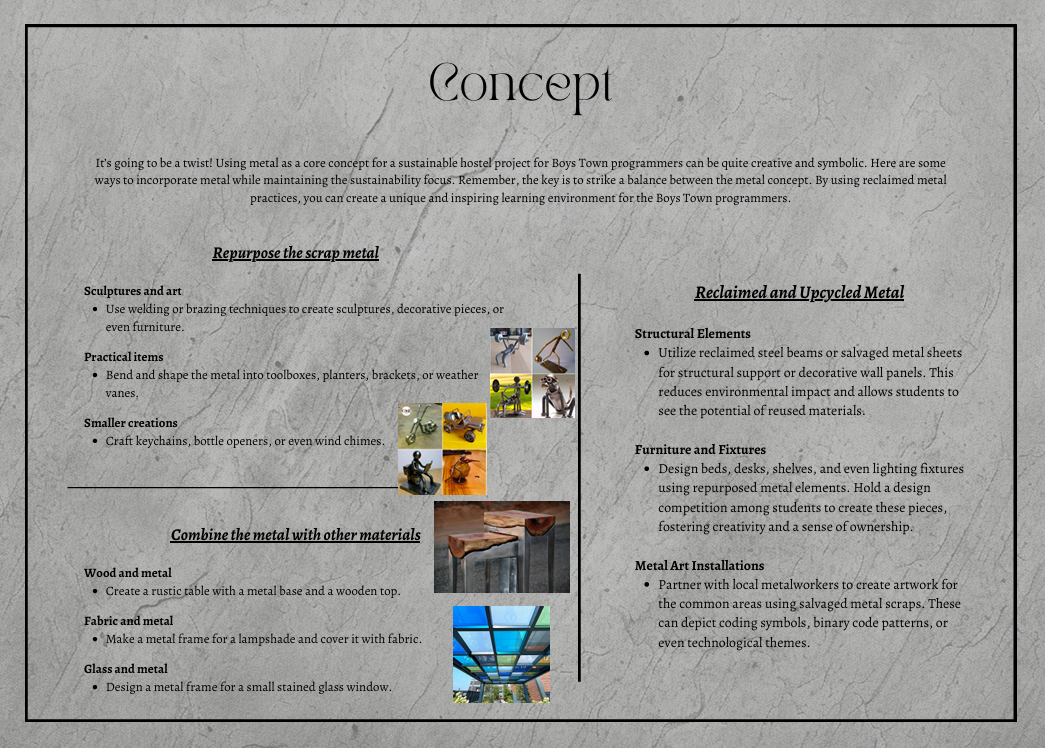 Concept
It's going to be a twist! Using metal as a core concept for a sustainable hostel project for Boys Town programmers can be quite creative and symbolic. Here are some
ways to incorporate metal while maintaining the sustainability focus. Remember, the key is to strike a balance between the metal concept. By using reclaimed metal
practices, you can create a unique and inspiring learning environment for the Boys Town programmers.
Repurpose the scrap metal
Sculptures and art
• Use welding or brazing techniques to create sculptures, decorative pieces, or
even furniture.
Practical items
• Bend and shape the metal into toolboxes, planters, brackets, or weather
vanes,
Smaller creations
• Craft keychains, bottle openers, or even wind chimes.
Combine the metal with other materials
Wood and metal
• Create a rustic table with a metal base and a wooden top.
Fabric and metal
• Make a metal frame for a lampshade and cover it with fabric.
Glass and metal
• Design a metal frame for a small stained glass window.
Reclaimed and Upcycled Metal
Structural Elements
• Utilize reclaimed steel beams or salvaged metal sheets
for structural support or decorative wall panels. This
reduces environmental impact and allows students to
see the potential of reused materials.
Furniture and Fixtures
• Design beds, desks, shelves, and even lighting fixtures
using repurposed metal elements. Hold a design
competition among students to create these pieces,
fostering creativity and a sense of ownership.
Metal Art Installations
• Partner with local metalworkers to create artwork for
the common areas using salvaged metal scraps. These
can depict coding symbols, binary code patterns, or
even technological themes.